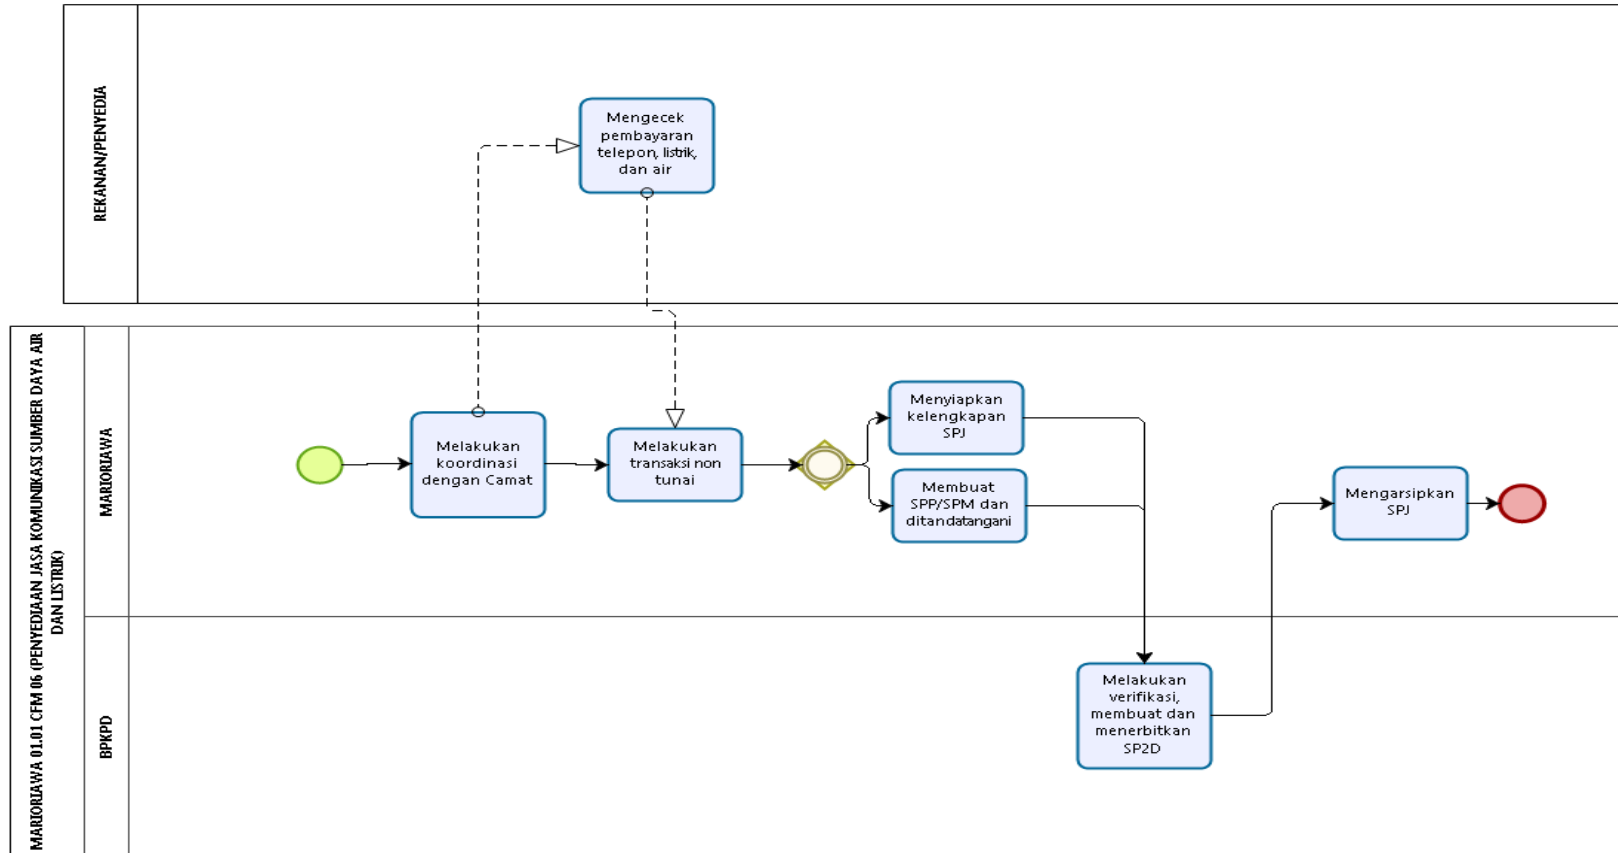 REKANAN/PENYEDIA
Mengecek
pembayaran
telepon, listrik,
dan air
MARIORIAWA 01.01 CFM 06 (PENYEDIAAN JASA KOMUNIKASI SUMBER DAYA AIR
DAN LISTRIK)
MARIORIAWA
Melakukan
koordinasi
dengan Camat
Melakukan
transaksi non
tunai
Menyiapkan
kelengkapan
SPJ
Membuat
SPP/SPM dan
ditandatangani
Mengarsipkan
SPJ
BPKPD
Melakukan
verifikasi,
membuat dan
menerbitkan
SP2D